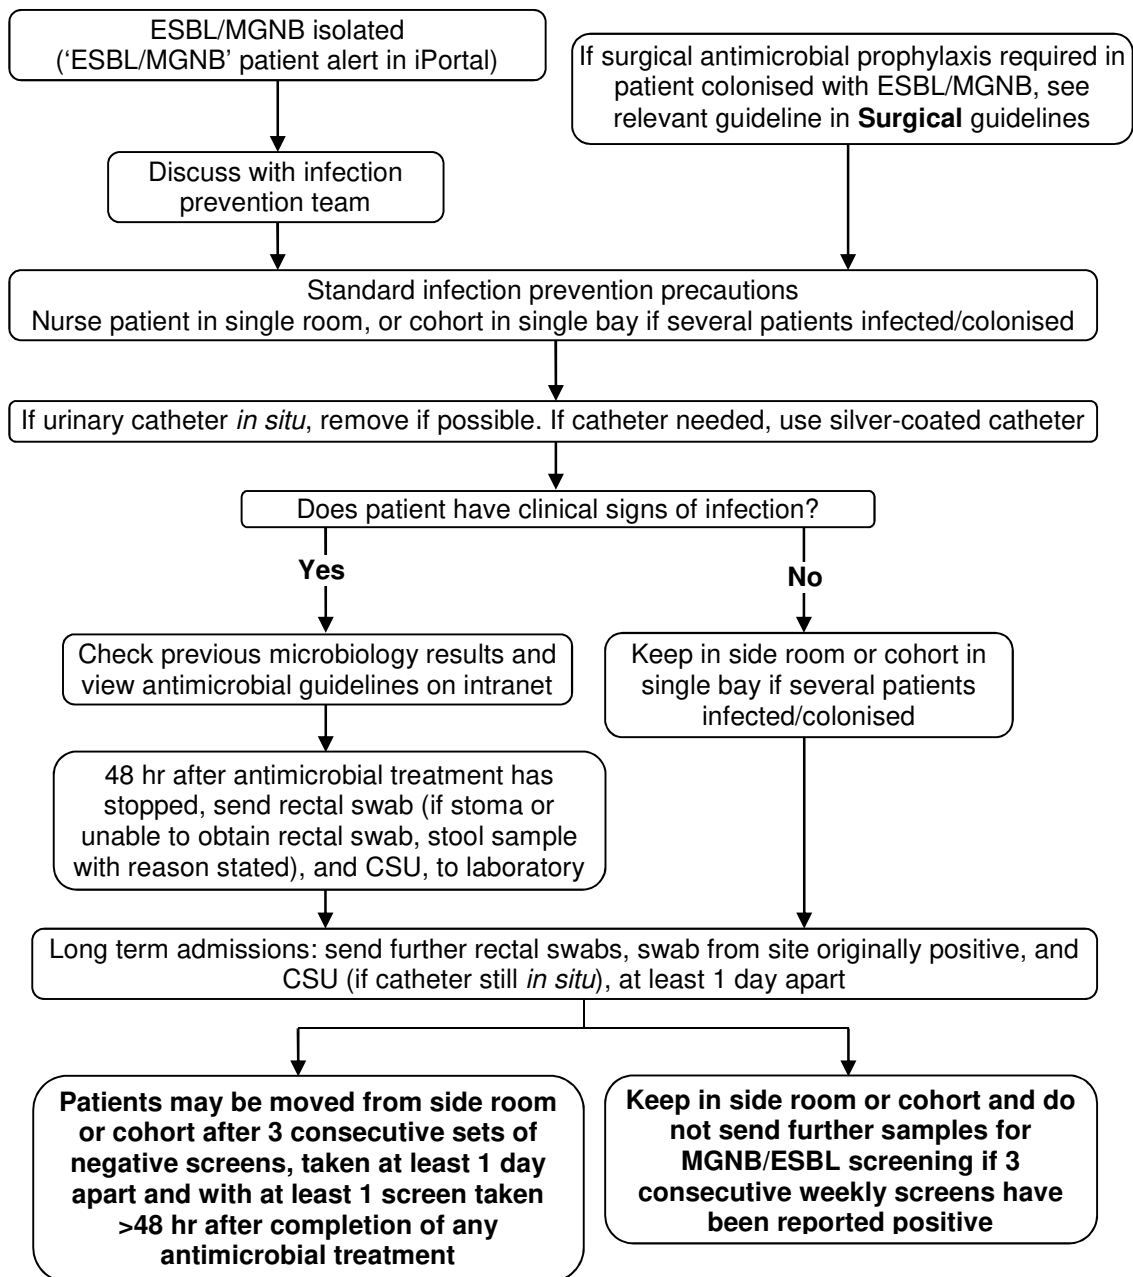 ESBL/MGNB isolated
(‘ESBL/MGNB’ patient alert in iPortal)
If surgical antimicrobial prophylaxis required in
patient colonised with ESBL/MGNB, see
relevant guideline in Surgical guidelines
Discuss with infection
prevention team
Standard infection prevention precautions
Nurse patient in single room, or cohort in single bay if several patients infected/colonised
If urinary catheter in situ, remove if possible. If catheter needed, use silver-coated catheter
Does patient have clinical signs of infection?
Yes
No
Check previous microbiology results and
view antimicrobial guidelines on intranet
Keep in side room or cohort in
single bay if several patients
infected/colonised
48 hr after antimicrobial treatment has
stopped, send rectal swab (if stoma or
unable to obtain rectal swab, stool sample
with reason stated), and CSU, to laboratory
Long term admissions: send further rectal swabs, swab from site originally positive, and
CSU (if catheter still in situ), at least 1 day apart
Patients may be moved from side room
or cohort after 3 consecutive sets of
negative screens, taken at least 1 day
apart and with at least 1 screen taken
>48 hr after completion of any
antimicrobial treatment
Keep in side room or cohort and do
not send further samples for
MGNB/ESBL screening if 3
consecutive weekly screens have
been reported positive